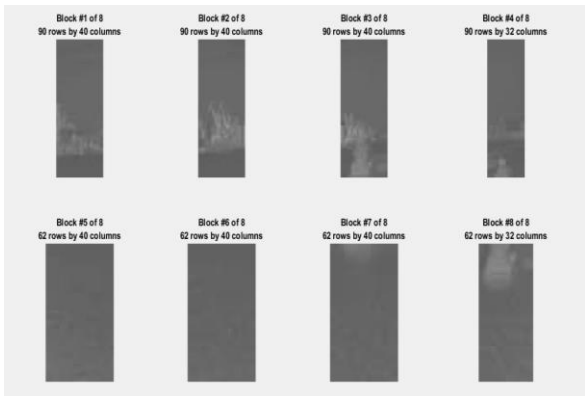 Block #1 of 8
90 rows by 40 columns
Block #2 of 8
90 rows by 40 columns
Block #3 of 8
90 rows by 40 columns
Block #4 of 8
90 rows by 32 columns
Block #5 of 8
62 rows by 40 columns
Block #6 of 8
62 rows by 40 columns
Block #7 of 8
62 rows by 40 columns
Block #8 of 8
62 rows by 32 columns